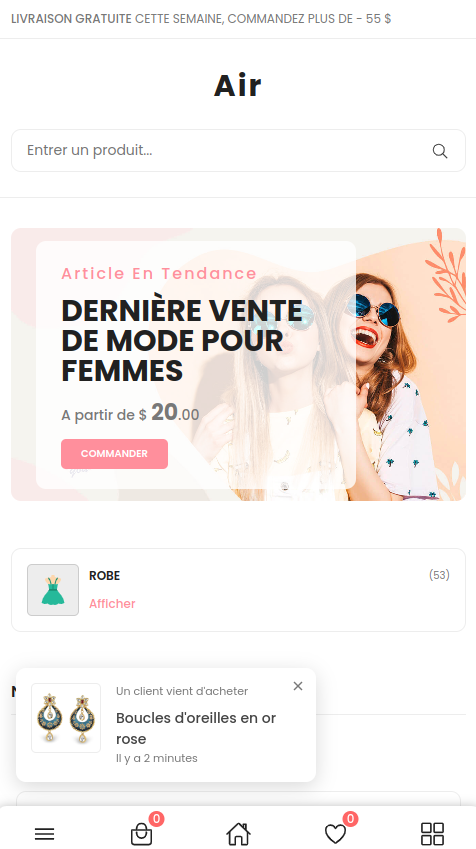 LIVRAISON GRATUITE CETTE SEMAINE, COMMANDEZ PLUS DE - 55 $
Air
Entrer un produit...
Article En Tendance
DERNIÈRE VENTE
DE MODE POUR
FEMMES
A partir de $ 20.00
COMMANDER
ROBE
(53)
Afficher
N
Un client vient d'acheter
Boucles d'oreilles en or
rose
Il y a 2 minutes
0
0